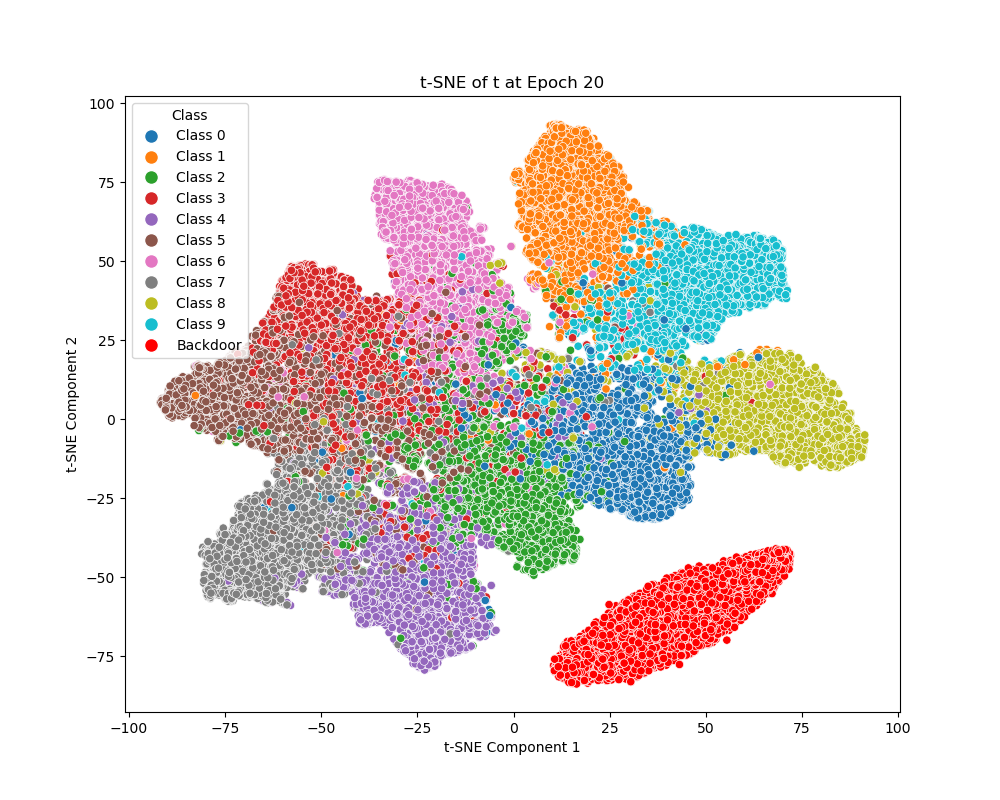 t-SNE of t at Epoch 20
Class
Class 0
Class 1
Class 2
Class 3
Class 4
Class 5
Class 6
Class 7
Class 8
Class 9
Backdoor
t-SNE Component 2
100
75
50
25
0
−25
−50
−75
−100
−75
−50
−25
0
25
50
75
100
t-SNE Component 1